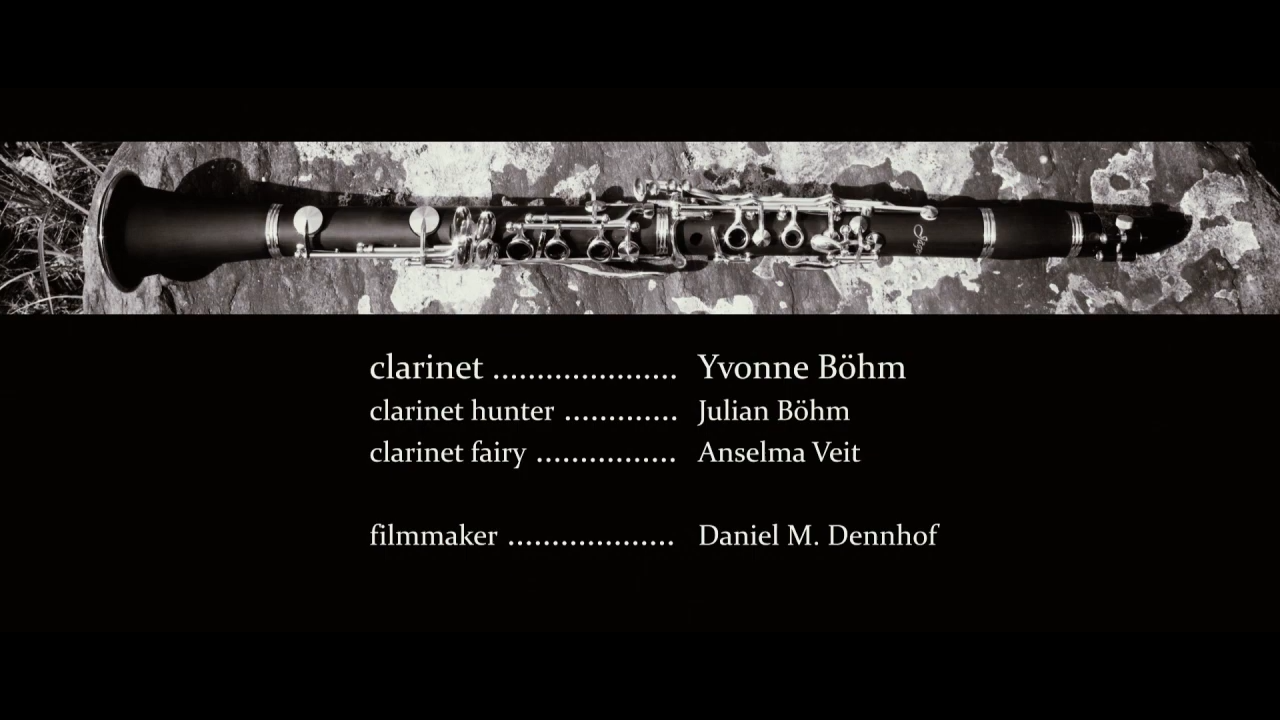 clarinet ..................... Yvonne Böhm
clarinet hunter ............. Julian Böhm
clarinet fairy ................ Anselma Veit
filmmaker ................... Daniel M. Dennhof